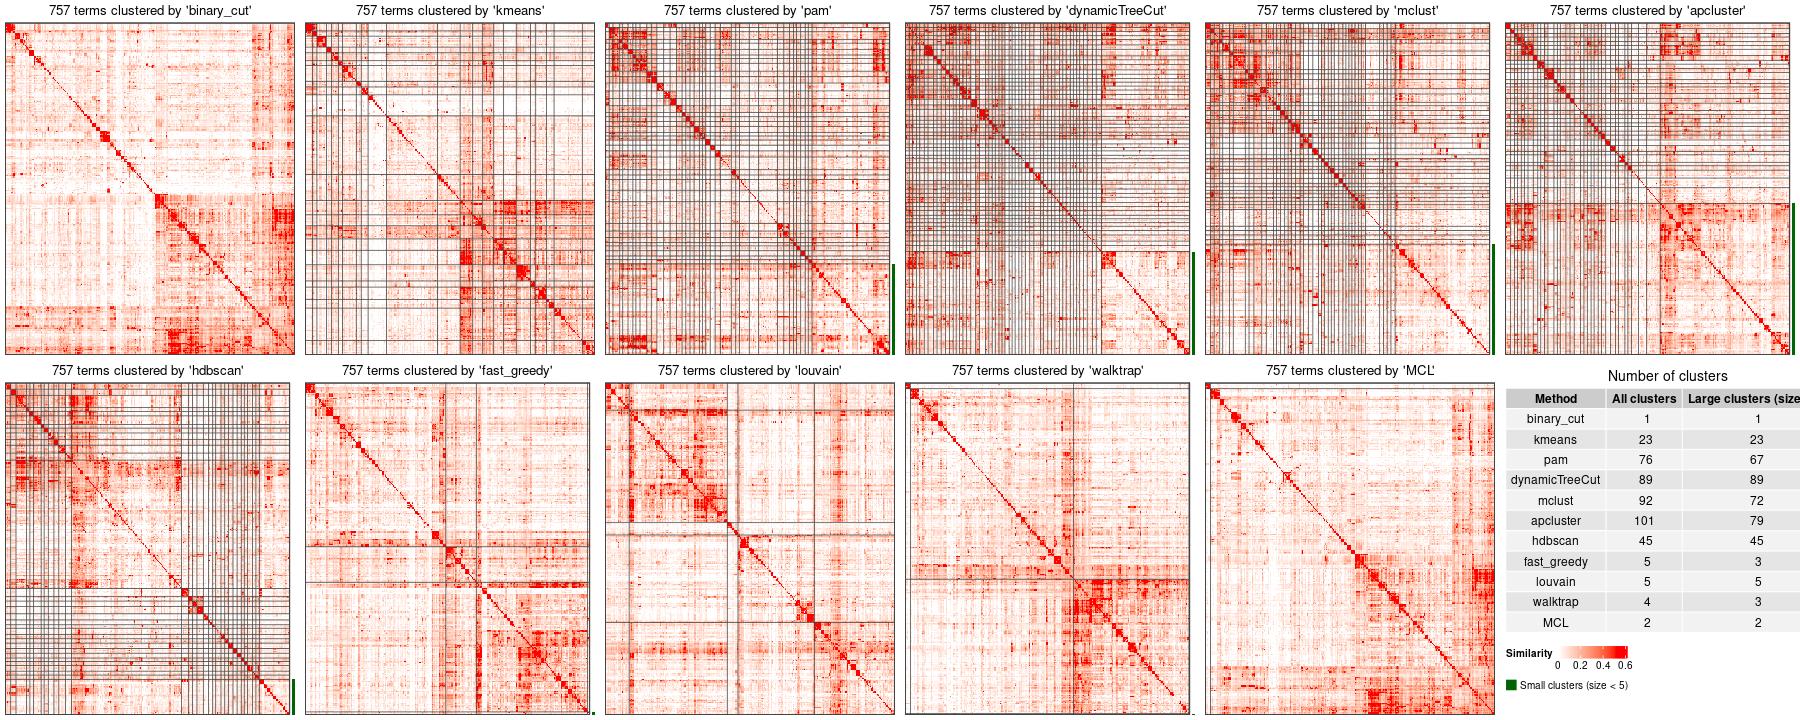 757 terms clustered by 'binary_cut'
757 terms clustered by 'kmeans'
757 terms clustered by 'pam'
757 terms clustered by 'dynamicTreeCut'
757 terms clustered by 'mclust'
757 terms clustered by 'apcluster'
757 terms clustered by 'hdbscan'
757 terms clustered by 'fast_greedy'
757 terms clustered by 'louvain'
757 terms clustered by 'walktrap'
757 terms clustered by 'MCL'
Number of clusters
Method All clusters Large clusters (size
binary_cut 1 1
kmeans 23 23
pam 76 67
dynamicTreeCut 89 89
mclust 92 72
apcluster 101 79
hdbscan 45 45
fast_greedy 5 3
louvain 5 5
walktrap 4 3
MCL 2 2
Similarity
0 0.2 0.4 0.6
Small clusters (size < 5)